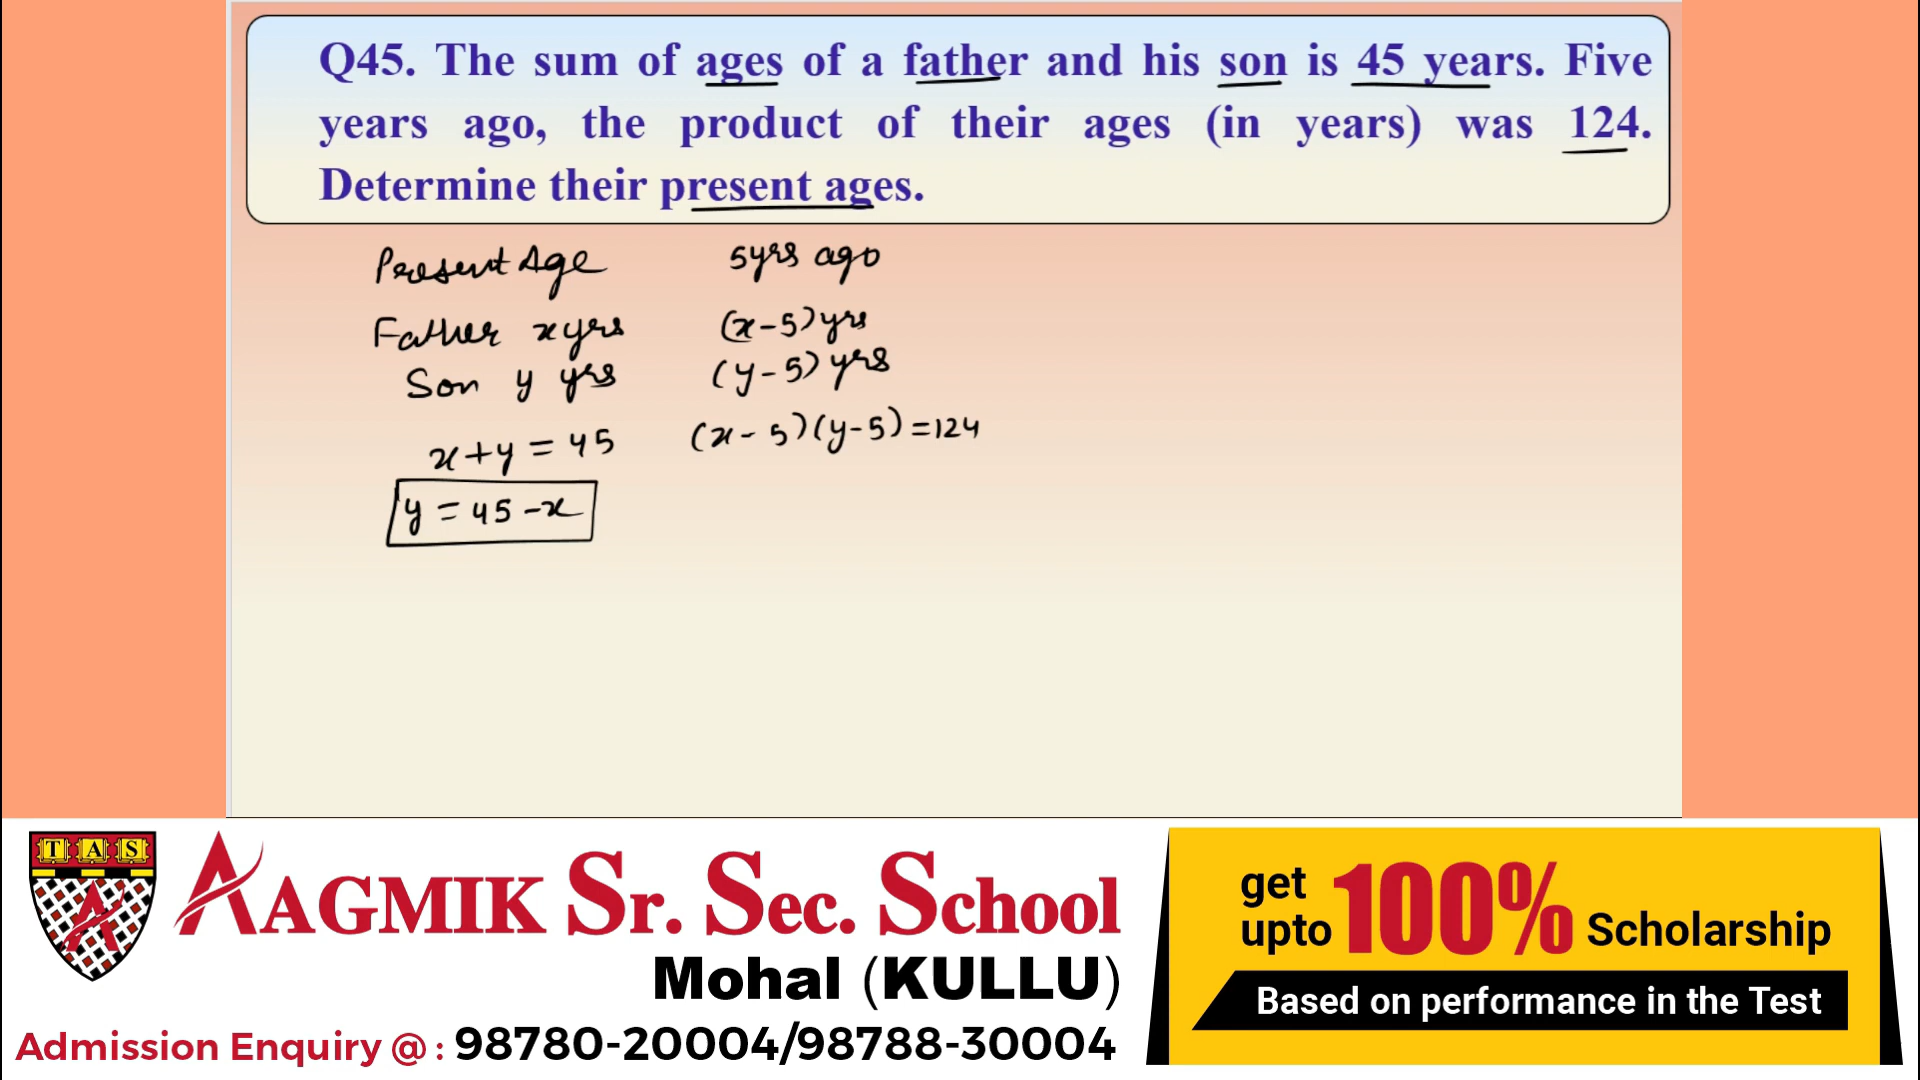 Q45. The sum of ages of a father and his son is 45 years. Five
years ago, the product of their ages (in years) was 124.
Determine their present ages.
Present Age 5yrs ago
Father x yrs (x-5) yrs
Son y yrs (y-5) yrs
x+y = 45 (x-5)(y-5)=124
y = 45-x
TAS
AAGMIK Sr. Sec. School
Mohal (KULLU)
Admission Enquiry @ : 98780-20004/98788-30004
get
upto 100% Scholarship
Based on performance in the Test